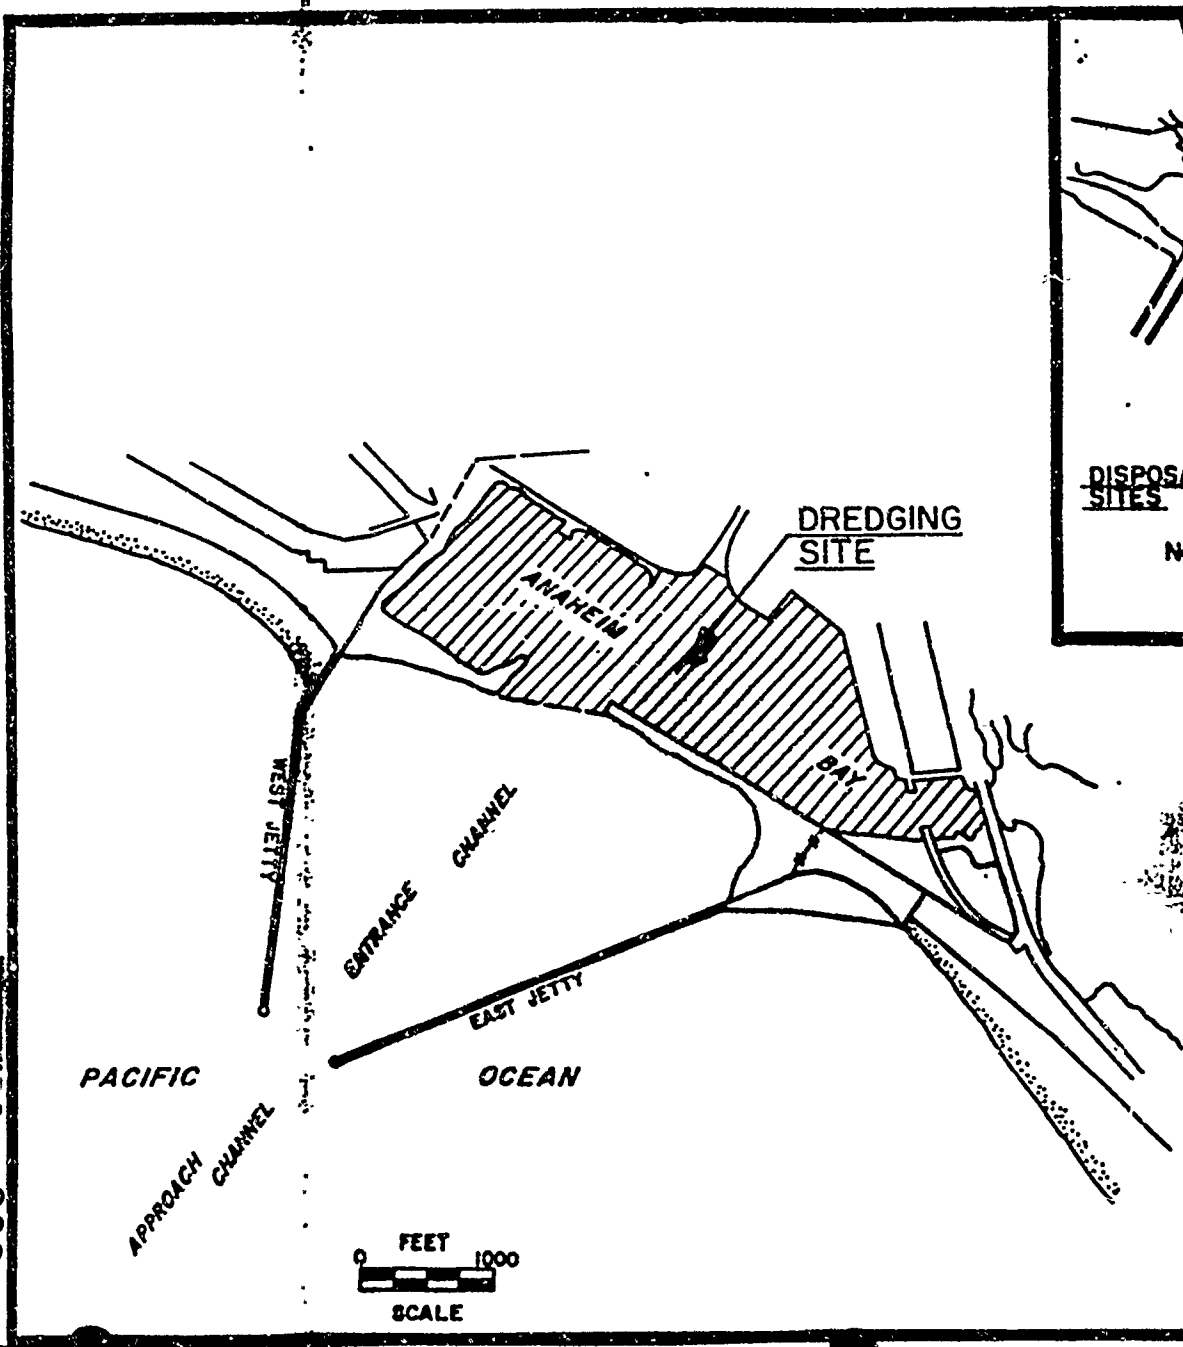 DREDGING
SITE
ANAHEIM
BAY
DISPOSA
SITES
N
WEST JETTY
ENTRANCE CHANNEL
EAST JETTY
PACIFIC OCEAN
APPROACH CHANNEL
FEET
0 1000
SCALE